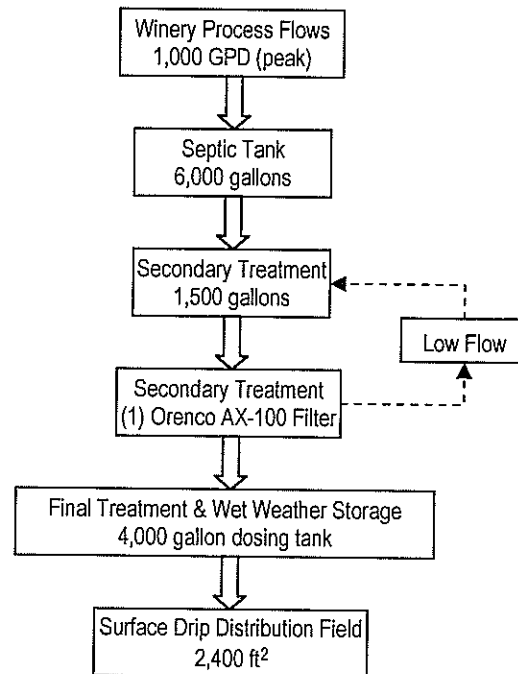 Winery Process Flows
1,000 GPD (peak)
Septic Tank
6,000 gallons
Secondary Treatment
1,500 gallons
Low Flow
Secondary Treatment
(1) Orenco AX-100 Filter
Final Treatment & Wet Weather Storage
4,000 gallon dosing tank
Surface Drip Distribution Field
2,400 ft²